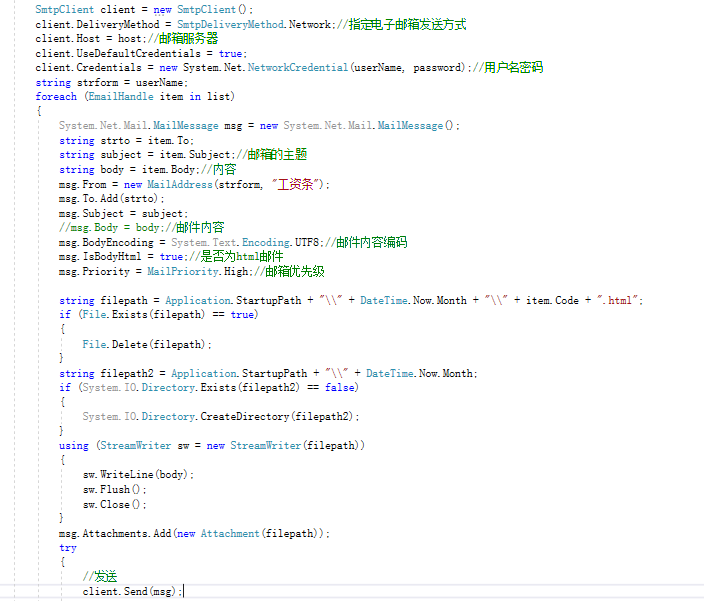 SmtpClient client = new SmtpClient();
client.DeliveryMethod = SmtpDeliveryMethod.Network;//指定电子邮箱发送方式
client.Host = host;//邮箱服务器
client.UseDefaultCredentials = true;
client.Credentials = new System.Net.NetworkCredential(userName, password);//用户名密码
string strform = userName;
foreach (EmailHandle item in list)
{
System.Net.Mail.MailMessage msg = new System.Net.Mail.MailMessage();
string strto = item.To;
string subject = item.Subject;//邮箱的主题
string body = item.Body;//内容
msg.From = new MailAddress(strform, "工资条");
msg.To.Add(strto);
msg.Subject = subject;
//msg.Body = body;//邮件内容
msg.BodyEncoding = System.Text.Encoding.UTF8;//邮件内容编码
msg.IsBodyHtml = true;//是否为html邮件
msg.Priority = MailPriority.High;//邮箱优先级
string filepath = Application.StartupPath + "\\" + DateTime.Now.Month + "\\" + item.Code + ".html";
if (File.Exists(filepath) == true)
{
File.Delete(filepath);
}
string filepath2 = Application.StartupPath + "\\" + DateTime.Now.Month;
if (System.IO.Directory.Exists(filepath2) == false)
{
System.IO.Directory.CreateDirectory(filepath2);
}
using (StreamWriter sw = new StreamWriter(filepath))
{
sw.WriteLine(body);
sw.Flush();
sw.Close();
}
msg.Attachments.Add(new Attachment(filepath));
try
{
//发送
client.Send(msg);